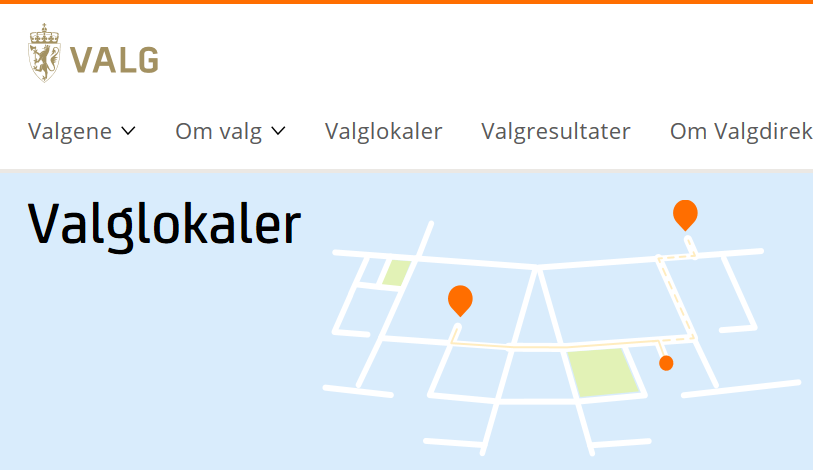 VALG
Valgene Om valg Valglokaler Valgresultater Om Valgdirek
Valglokaler